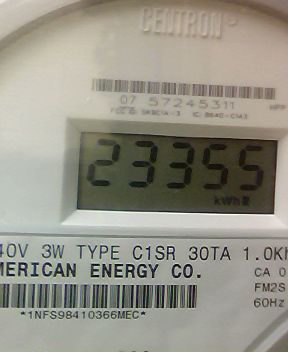 CENTRON
07 57245311
23355
kWh
40V 3W TYPE C1SR 30TA 1.0Kh
MERICAN ENERGY CO. CA 0
FM2S
60Hz
*1NFS98410366MEC*